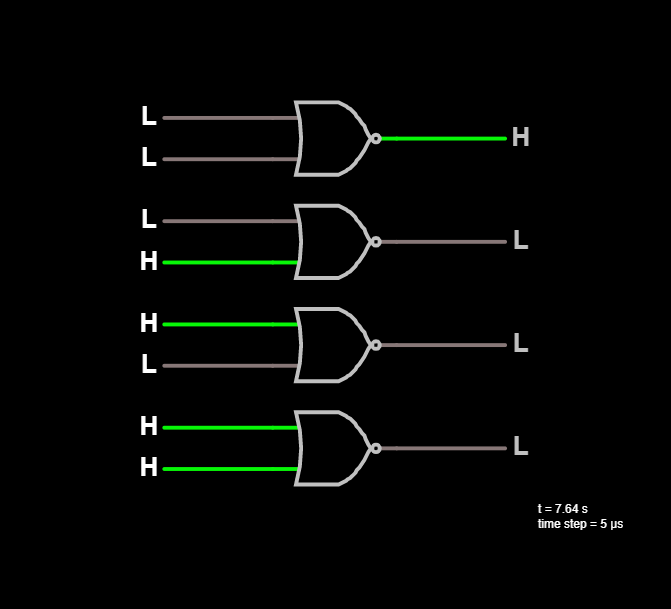 L H
L
L
H L
H
L L
H
H L
t = 7.64 s
time step = 5 µs